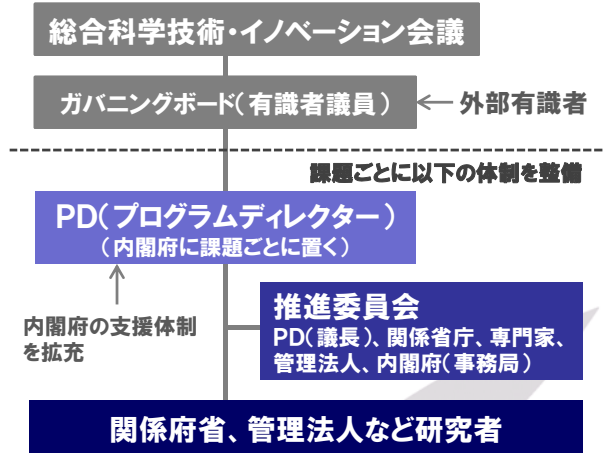 総合科学技術・イノベーション会議
ガバニングボード(有識者議員)
外部有識者
課題ごとに以下の体制を整備
PD(プログラムディレクター)
(内閣府に課題ごとに置く)
内閣府の支援体制
を拡充
推進委員会
PD(議長)、関係省庁、専門家、
管理法人、内閣府(事務局)
関係府省、管理法人など研究者